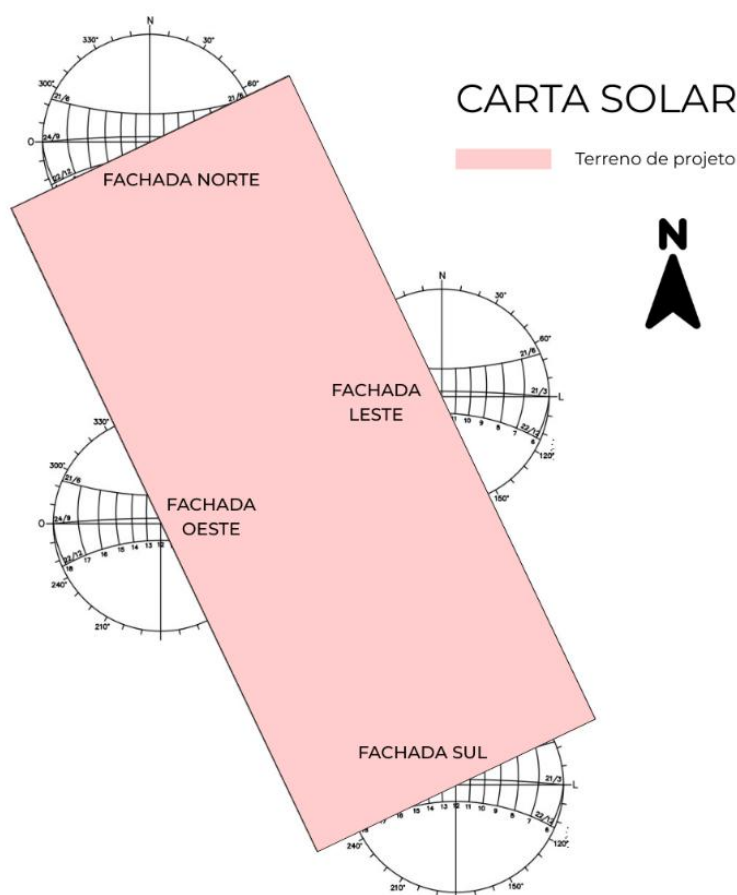 CARTA SOLAR
Terreno de projeto
N
N
330°
30°
300°
60°
21/6
21/6
24/9
O
22/12
FACHADA NORTE
N
30°
60°
21/6
21/3
L
11 10 9 8 7 6
22/12
120°
150°
FACHADA
LESTE
330°
300°
21/6
24/9
O
22/12
18 17 16 15 14 13 12
240°
210°
FACHADA
OESTE
FACHADA SUL
21/3
L
16 15 14 13 12 11 10 9 8 7 6
22/12
120°
240°
210°
150°